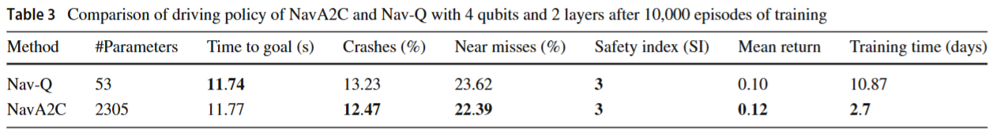 Table 3 Comparison of driving policy of NavA2C and Nav-Q with 4 qubits and 2 layers after 10,000 episodes of training
Method #Parameters Time to goal (s) Crashes (%) Near misses (%) Safety index (SI) Mean return Training time (days)
Nav-Q 53 11.74 13.23 23.62 3 0.10 10.87
NavA2C 2305 11.77 12.47 22.39 3 0.12 2.7